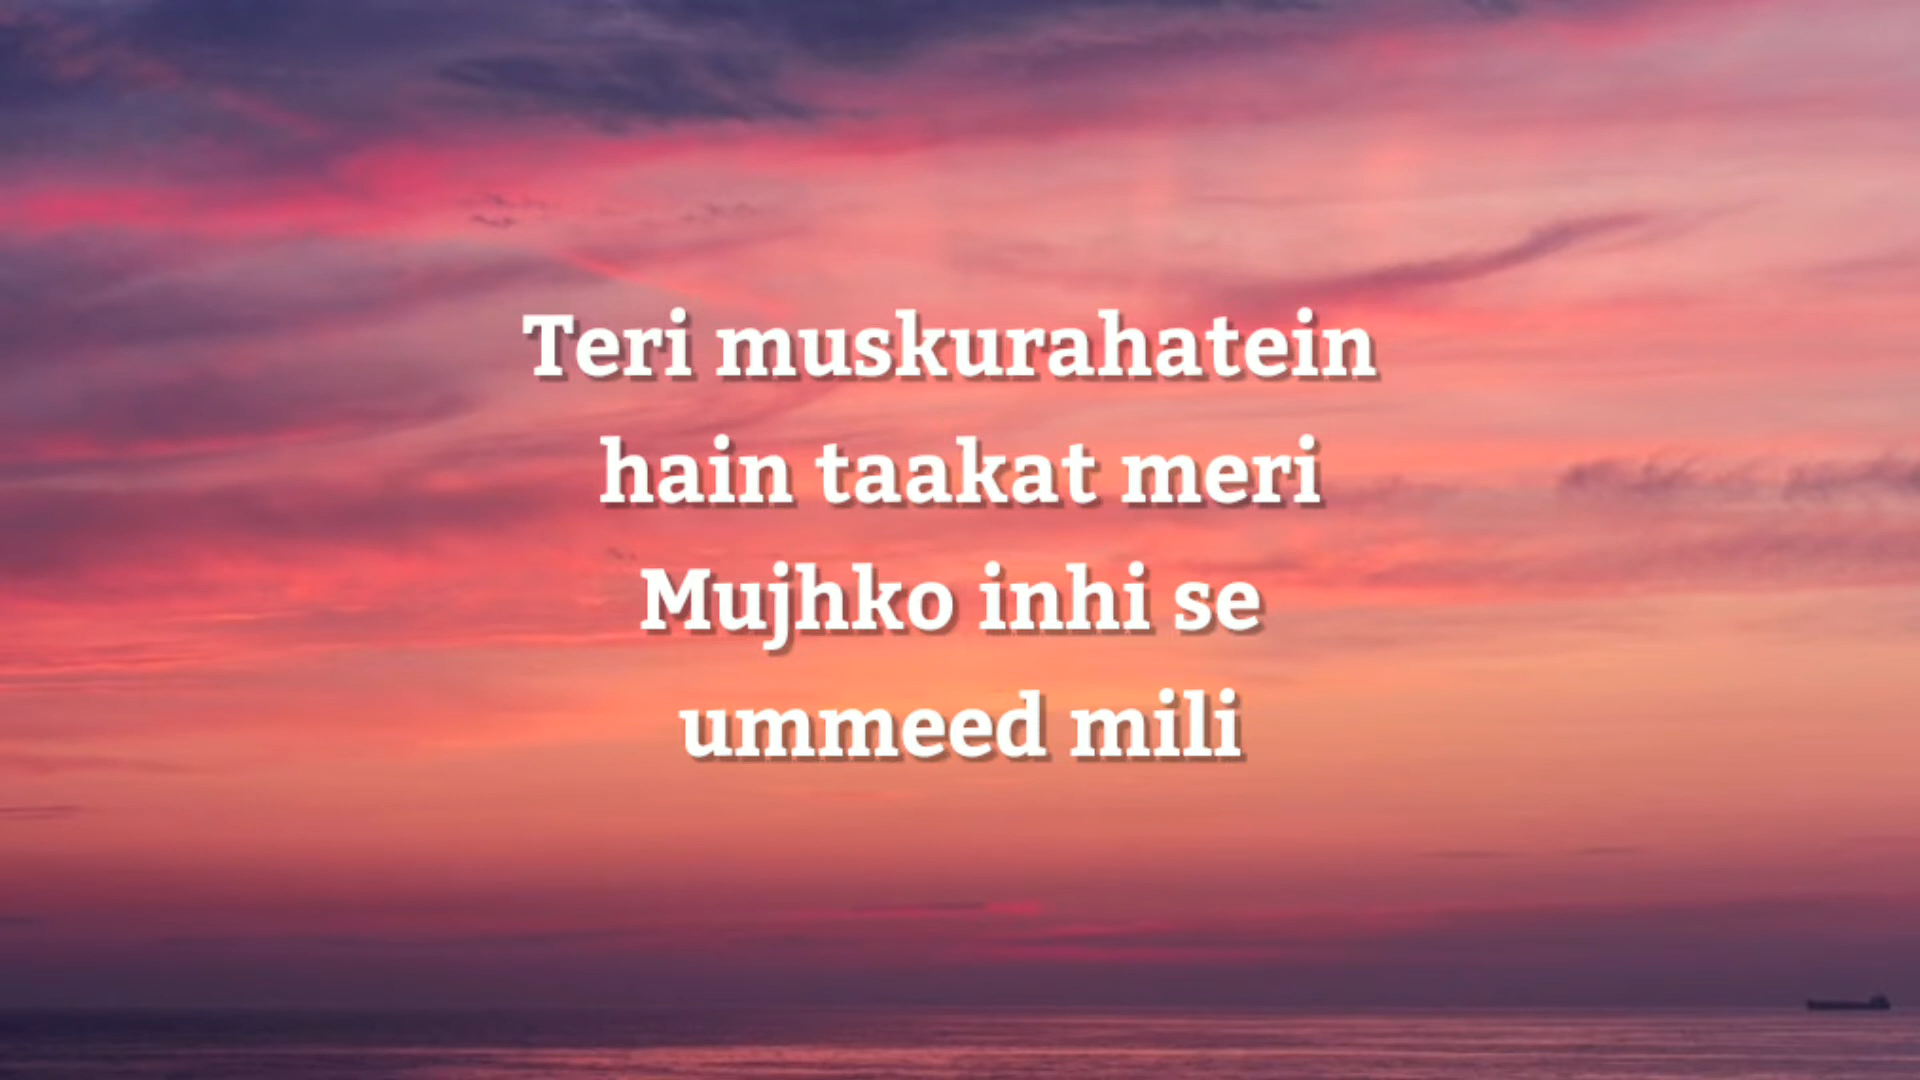 Teri muskurahatein
hain taakat meri
Mujhko inhi se
ummeed mili